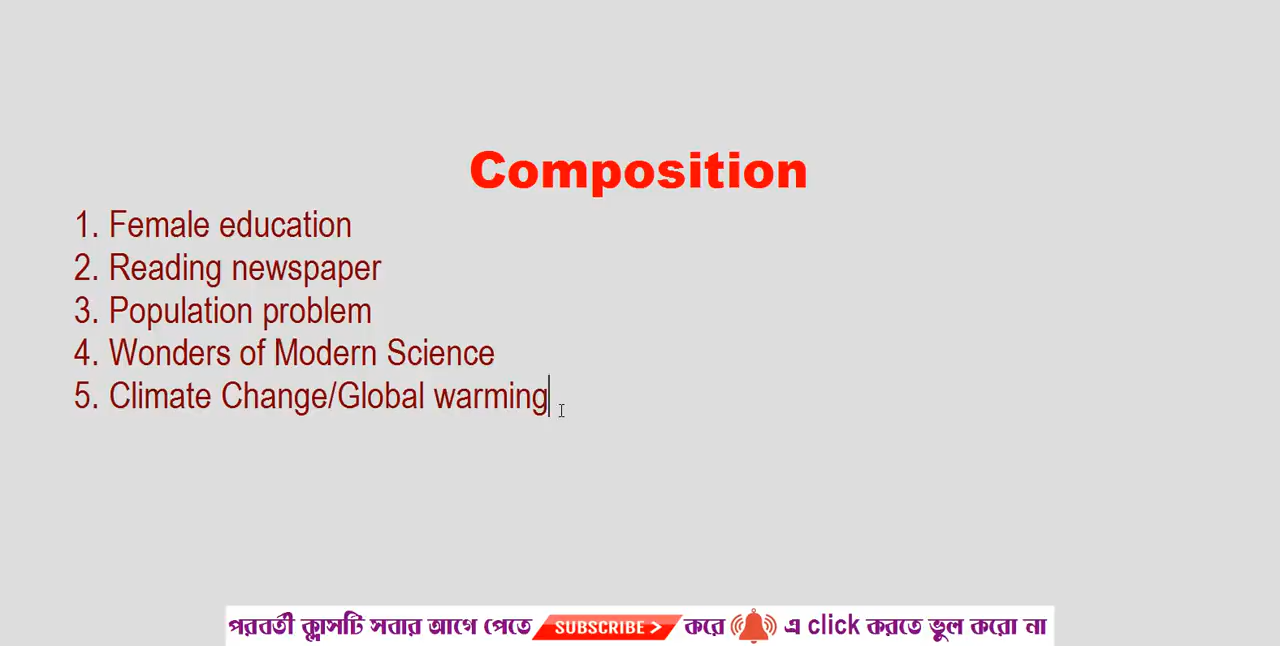 Composition
1. Female education
2. Reading newspaper
3. Population problem
4. Wonders of Modern Science
5. Climate Change/Global warming
পরবর্তী ক্লাসটি সবার আগে পেতে SUBSCRIBE > করে এ click করতে ভুল করো না